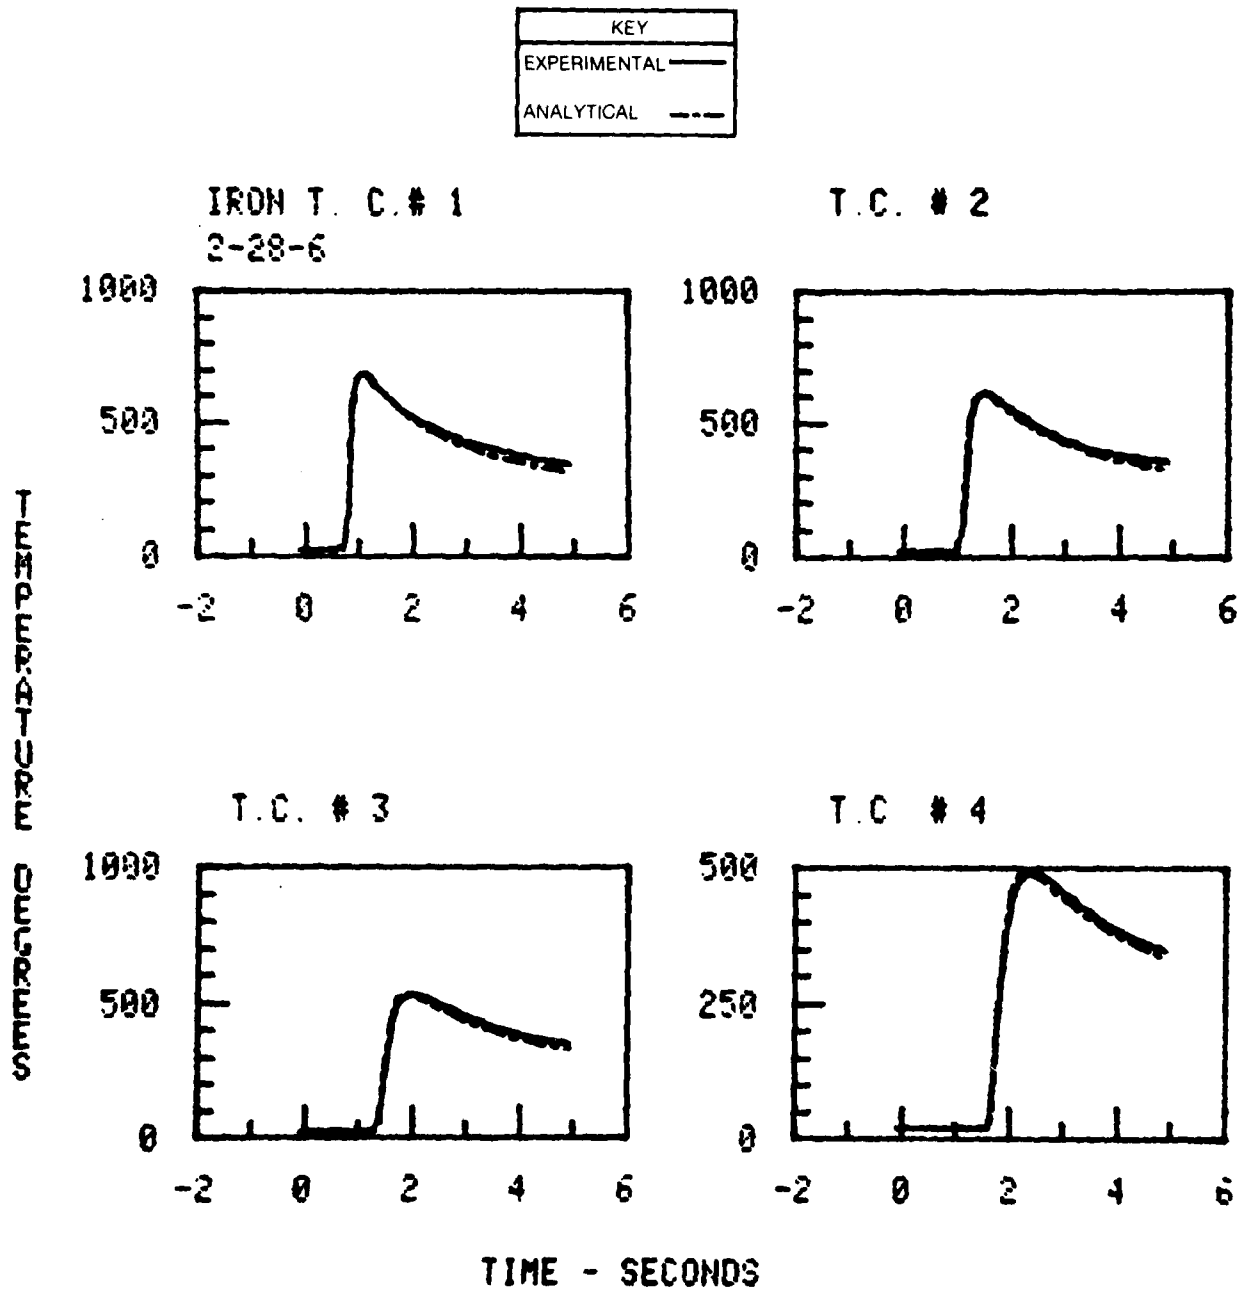 KEY
EXPERIMENTAL
ANALYTICAL
IRON T. C.# 1
2-28-6
1000
500
0
-2 0 2 4 6
T.C. # 2
1000
500
0
-2 0 2 4 6
TEMPERATURE DEGREES
T.C. # 3
1000
500
0
-2 0 2 4 6
T.C # 4
500
250
0
-2 0 2 4 6
TIME - SECONDS